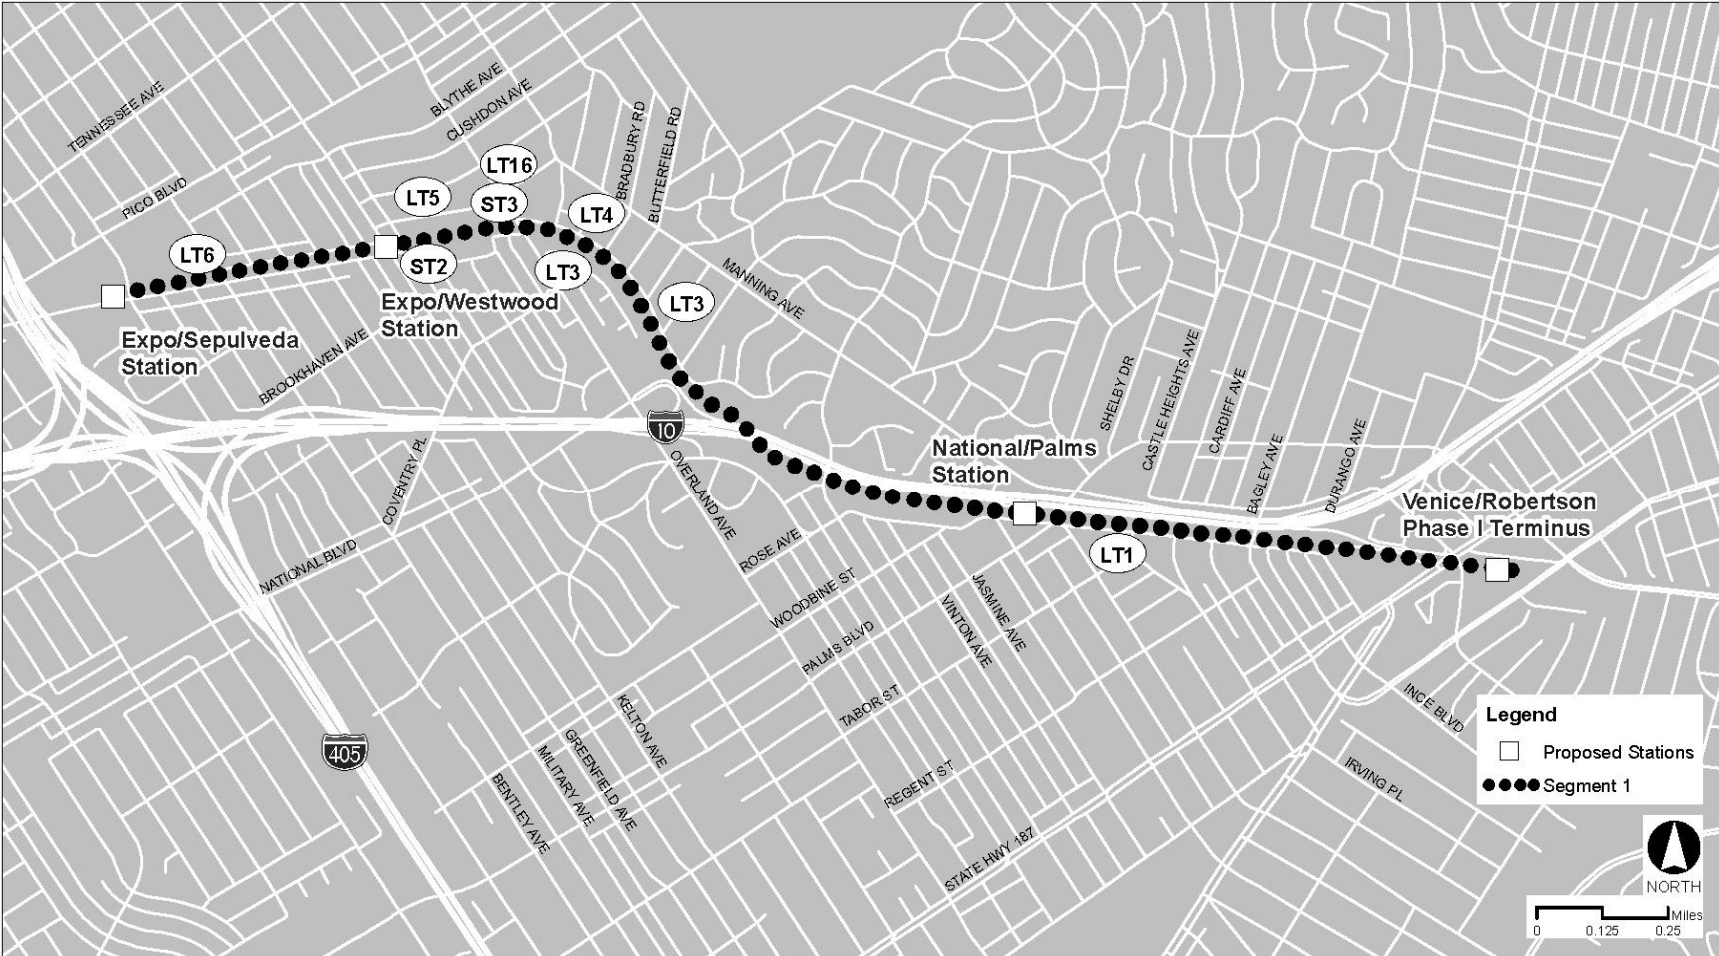 TENNESSEE AVE
BLYTHE AVE
CUSHDON AVE
PICO BLVD
BRADBURY RD
BUTTERFIELD RD
LT16
LT5
ST3
LT4
LT6
ST2
LT3
LT3
MANNING AVE
Expo/Westwood
Station
Expo/Sepulveda
Station
BROOKHAVEN AVE
SHELBY DR
CASTLE HEIGHTS AVE
CARDIFF AVE
BAGLEY AVE
DURANGO AVE
10
COVENTRY PL
OVERLAND AVE
National/Palms
Station
Venice/Robertson
Phase I Terminus
NATIONAL BLVD
ROSE AVE
LT1
WOODBINE ST
JASMINE AVE
VINTON AVE
PALMS BLVD
TABOR ST
KELTON AVE
GREENFIELD AVE
MILITARY AVE
BENTLEY AVE
405
REGENT ST
STATE HWY 187
INCE BLVD
IRVING PL
Legend
Proposed Stations
Segment 1
NORTH
Miles
0 0.125 0.25